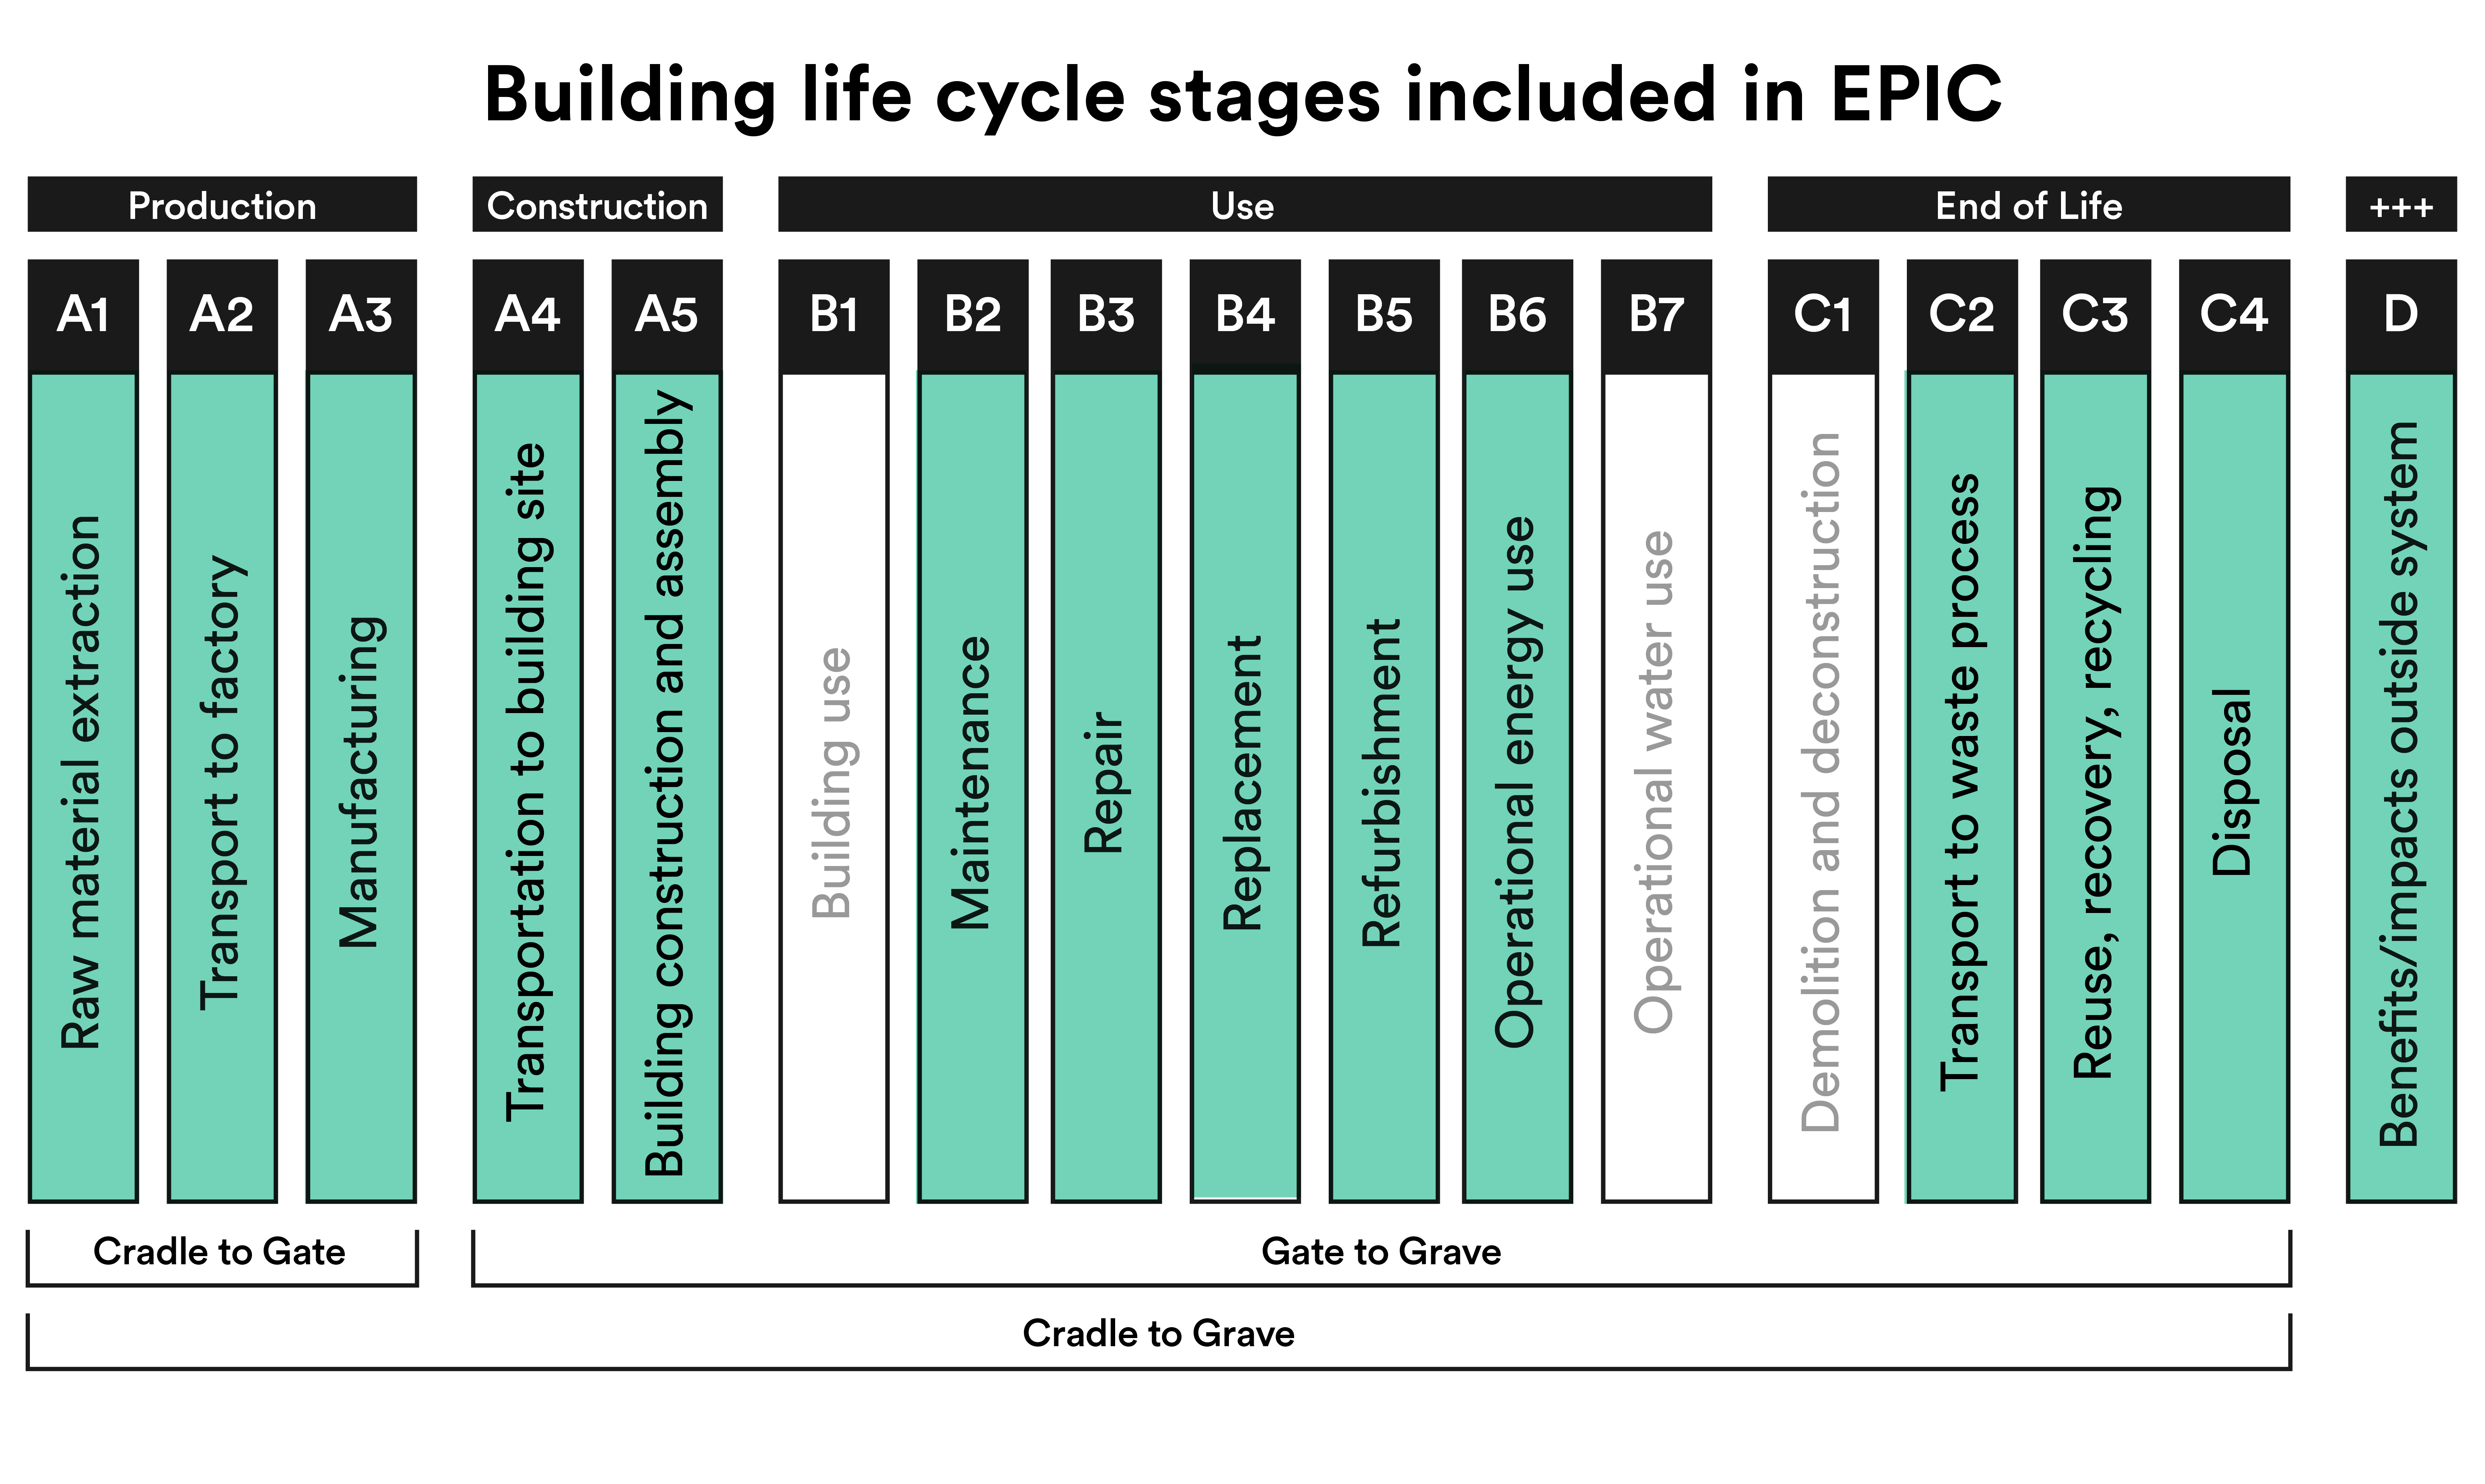 Building life cycle stages included in EPIC
Production
Construction
Use
End of Life
+++
A1
A2
A3
A4
A5
B1
B2
B3
B4
B5
B6
B7
C1
C2
C3
C4
D
Raw material extraction
Transport to factory
Manufacturing
Transportation to building site
Building construction and assembly
Building use
Maintenance
Repair
Replacement
Refurbishment
Operational energy use
Operational water use
Demolition and deconstruction
Transport to waste process
Reuse, recovery, recycling
Disposal
Benefits/impacts outside system
Cradle to Gate
Gate to Grave
Cradle to Grave